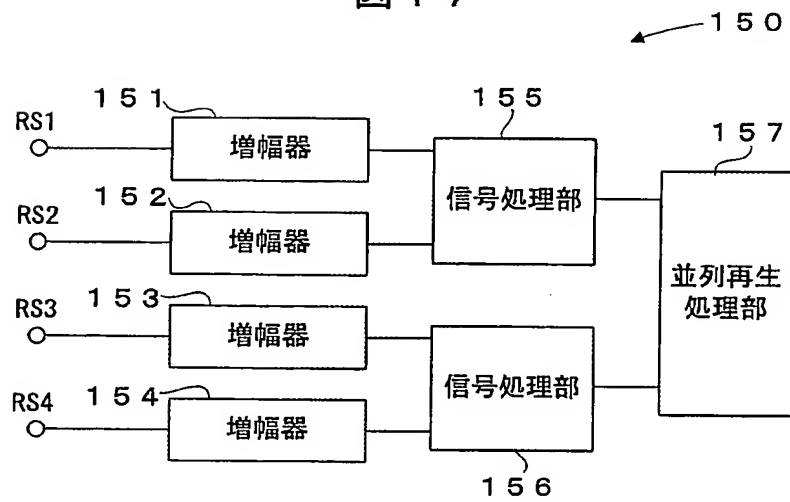 １５０
１５１
RS1
増幅器
１５５
信号処理部
１５７
並列再生
処理部
１５２
RS2
増幅器
１５３
RS3
増幅器
信号処理部
１５６
１５４
RS4
増幅器